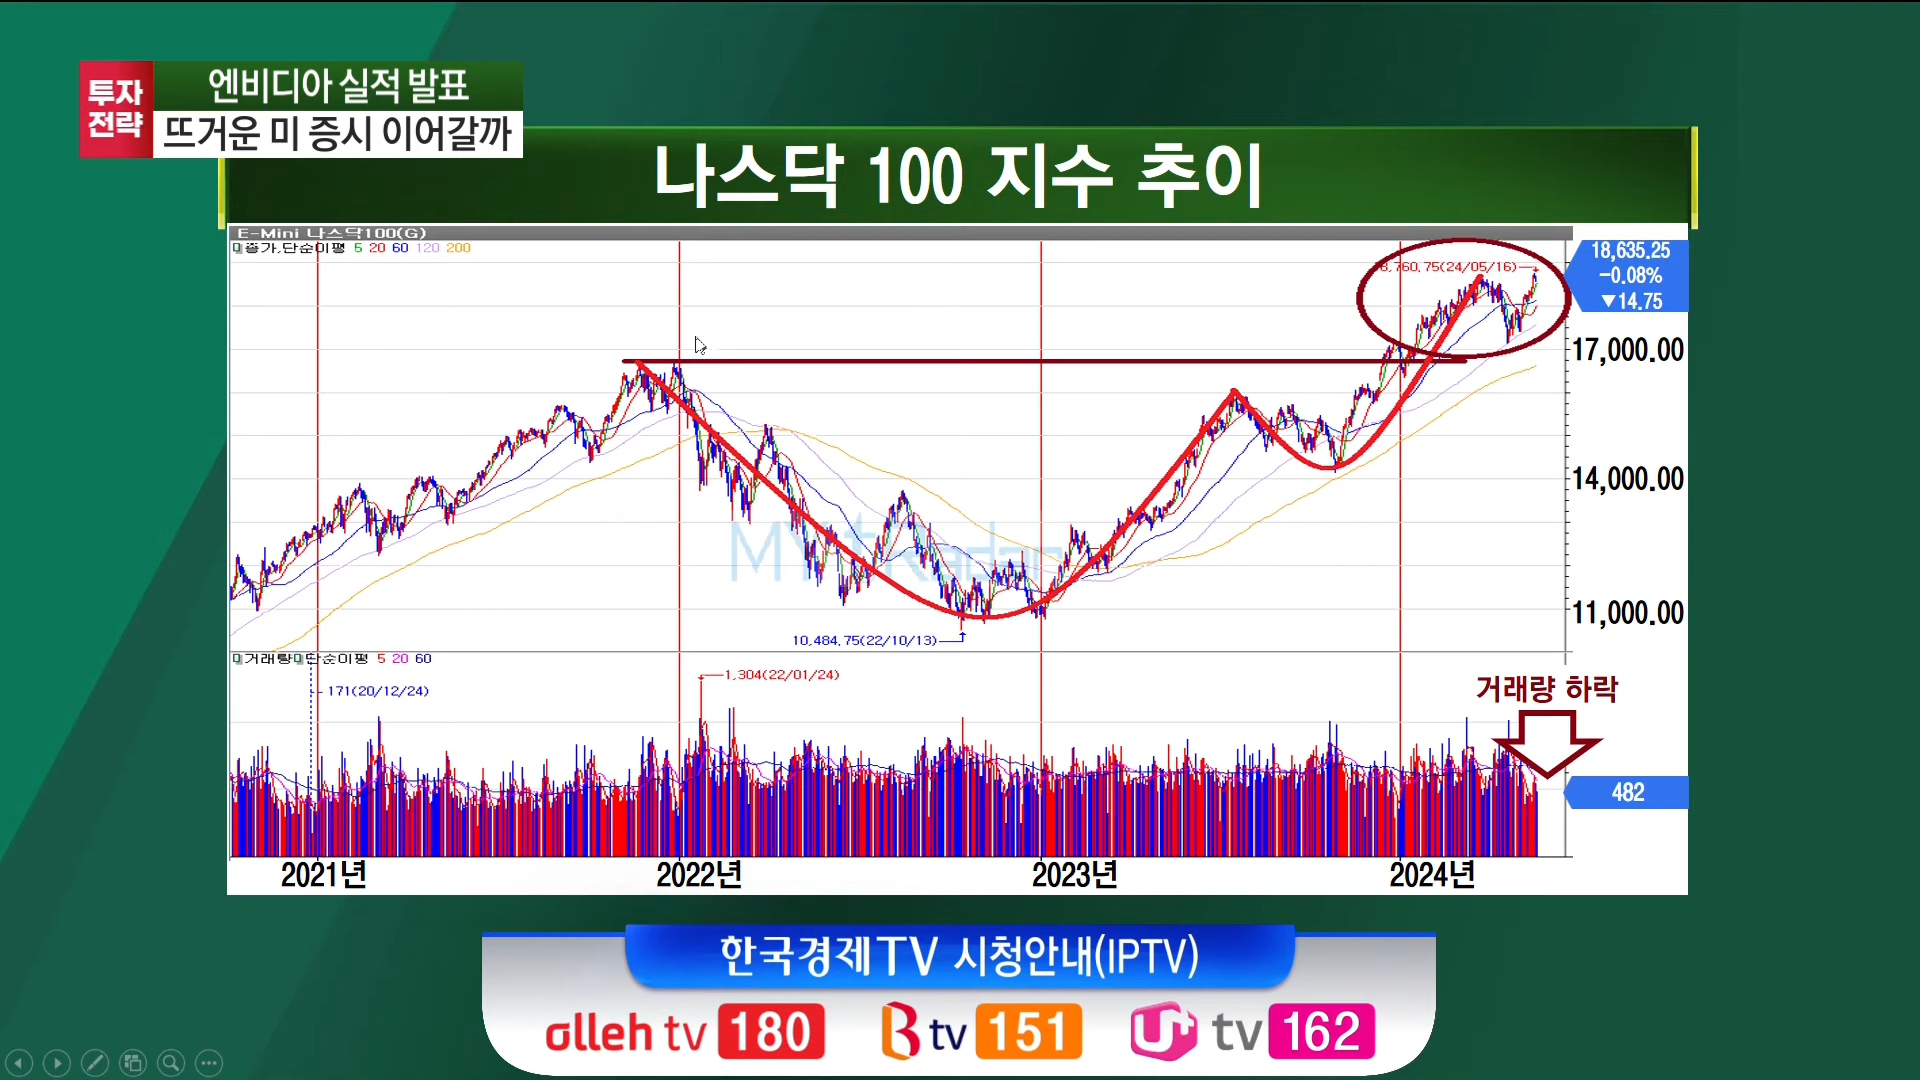 투자
전략
엔비디아 실적 발표
뜨거운 미 증시 이어갈까
나스닥 100 지수 추이
E-Mini 나스닥100(G)
종가,단순이평 5 20 60 120 200
8,760.75(24/05/16)
18,635.25
-0.08%
▼14.75
17,000.00
14,000.00
11,000.00
10,484.75(22/10/13)
거래량 단순이평 5 20 60
171(20/12/24)
1,304(22/01/24)
거래량 하락
482
2021년 2022년 2023년 2024년
한국경제TV 시청안내(IPTV)
olleh tv 180 B tv 151 U+ tv 162